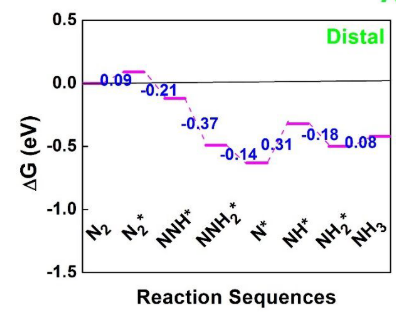 0.5
Distal
0.0
0.09
-0.21
-0.37
-0.5
-0.14
0.31
-0.18
0.08
-1.0
-1.5
ΔG (eV)
N₂
N₂*
NNH*
NNH₂*
N*
NH*
NH₂*
NH₃
Reaction Sequences